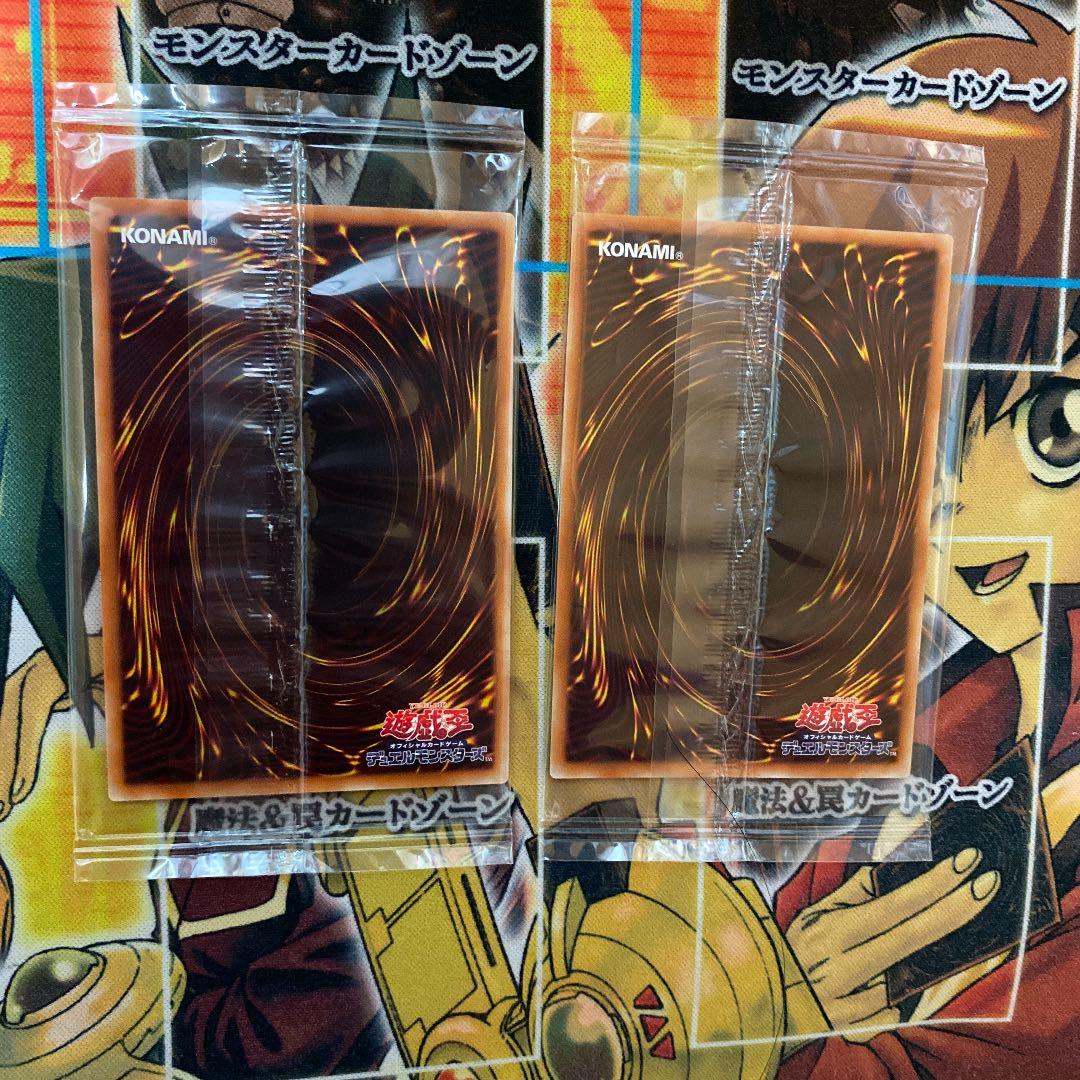 モンスターカードゾーン
モンスターカードゾーン
KONAMI®
KONAMI®
遊戯王
オフィシャルカードゲーム
デュエルモンスターズ™
遊戯王
オフィシャルカードゲーム
デュエルモンスターズ™
魔法&罠カードゾーン
魔法&罠カードゾーン